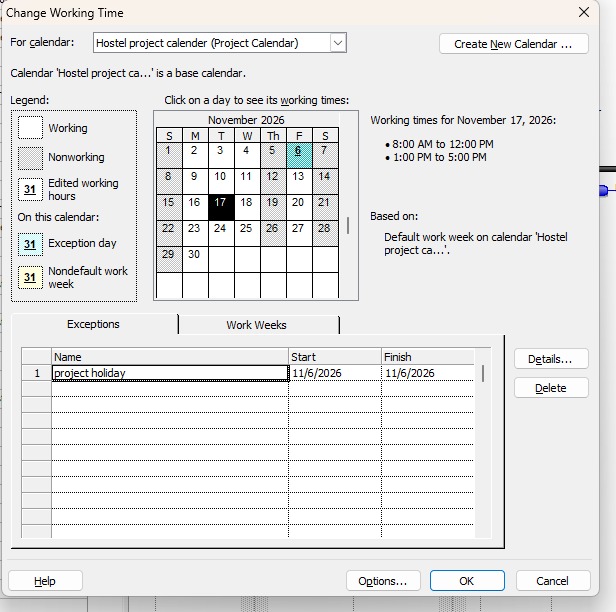 Change Working Time
For calendar:
Hostel project calender (Project Calendar)
Create New Calendar ...
Calendar 'Hostel project ca...' is a base calendar.
Legend:
Working
Nonworking
31 Edited working hours
On this calendar:
31 Exception day
31 Nondefault work week
Click on a day to see its working times:
November 2026
S M T W Th F S
1 2 3 4 5 6 7
8 9 10 11 12 13 14
15 16 17 18 19 20 21
22 23 24 25 26 27 28
29 30
Working times for November 17, 2026:
• 8:00 AM to 12:00 PM
• 1:00 PM to 5:00 PM
Based on:
Default work week on calendar 'Hostel
project ca...'.
Exceptions Work Weeks
Name Start Finish
1 project holiday 11/6/2026 11/6/2026
Details...
Delete
Help Options... OK Cancel